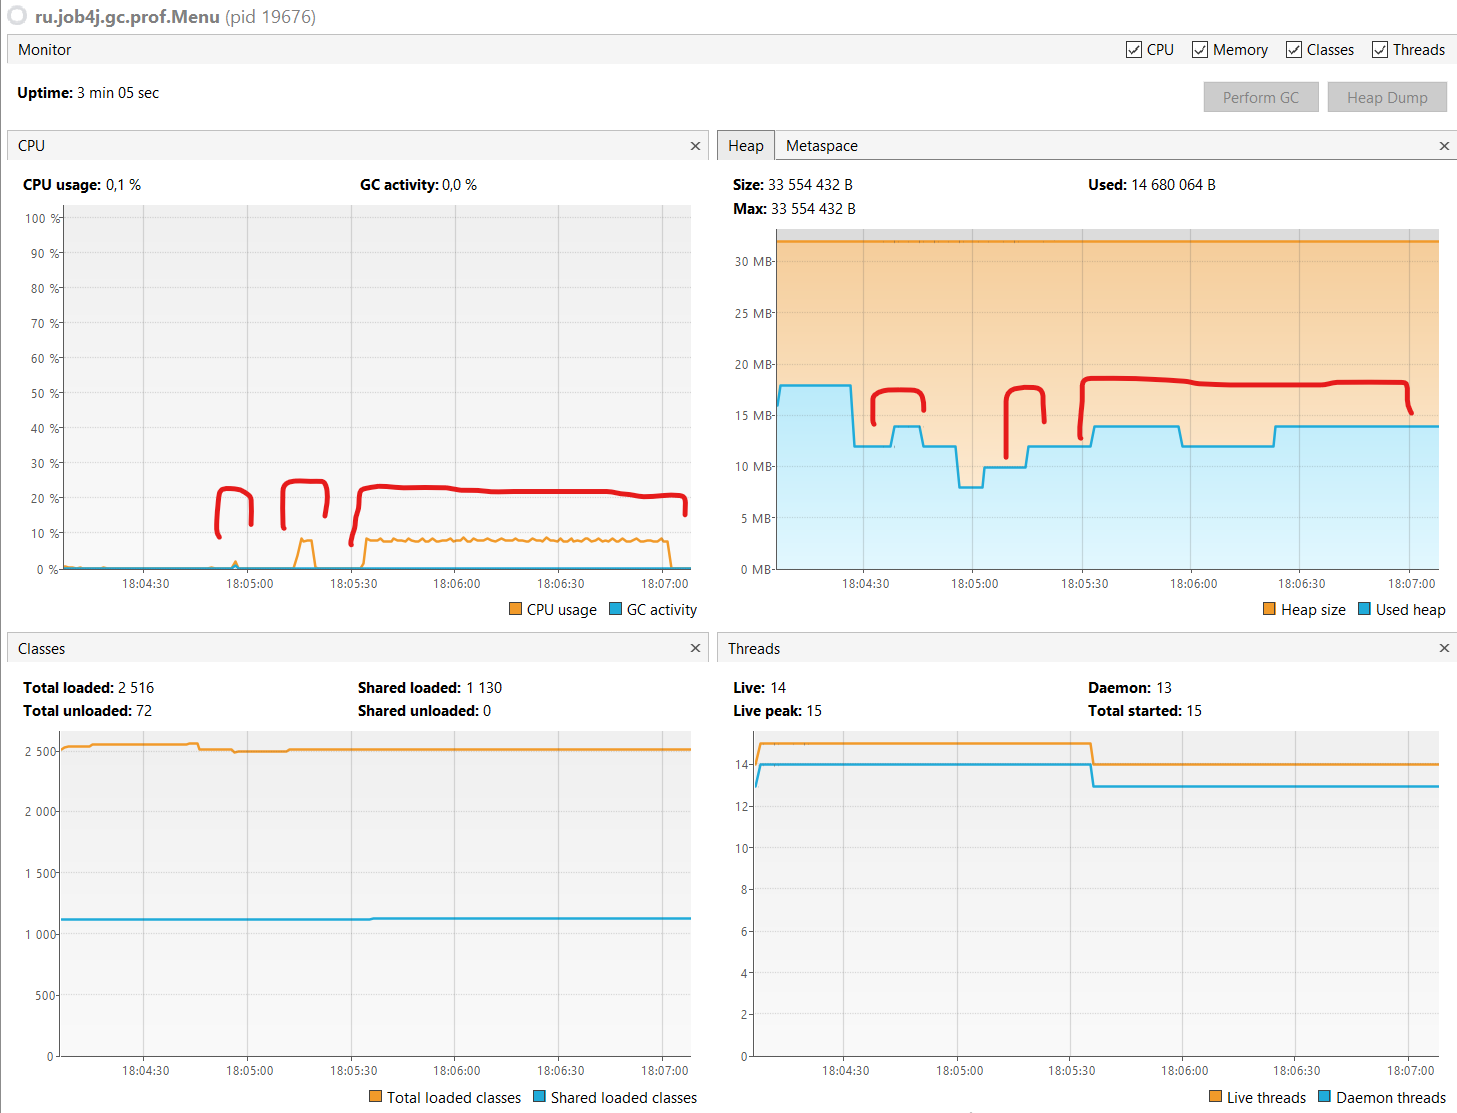 ru.job4j.gc.prof.Menu (pid 19676)
Monitor
CPU Memory Classes Threads
Uptime: 3 min 05 sec
Perform GC Heap Dump
CPU
CPU usage: 0,1 % GC activity: 0,0 %
100 %
90 %
80 %
70 %
60 %
50 %
40 %
30 %
20 %
10 %
0 %
18:04:30 18:05:00 18:05:30 18:06:00 18:06:30 18:07:00
CPU usage GC activity
Heap Metaspace
Size: 33 554 432 B Used: 14 680 064 B
Max: 33 554 432 B
30 MB
25 MB
20 MB
15 MB
10 MB
5 MB
0 MB
18:04:30 18:05:00 18:05:30 18:06:00 18:06:30 18:07:00
Heap size Used heap
Classes
Total loaded: 2 516 Shared loaded: 1 130
Total unloaded: 72 Shared unloaded: 0
2 500
2 000
1 500
1 000
500
0
18:04:30 18:05:00 18:05:30 18:06:00 18:06:30 18:07:00
Total loaded classes Shared loaded classes
Threads
Live: 14 Daemon: 13
Live peak: 15 Total started: 15
14
12
10
8
6
4
2
0
18:04:30 18:05:00 18:05:30 18:06:00 18:06:30 18:07:00
Live threads Daemon threads